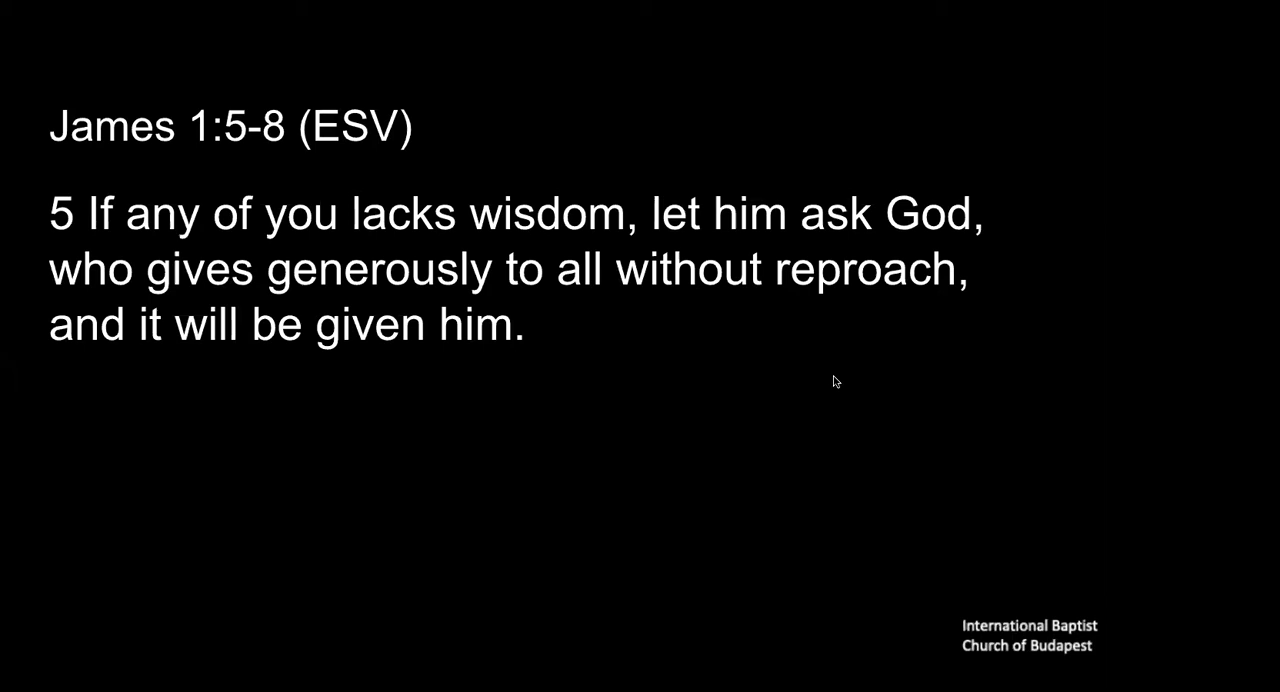 James 1:5-8 (ESV)
5 If any of you lacks wisdom, let him ask God,
who gives generously to all without reproach,
and it will be given him.
International Baptist
Church of Budapest